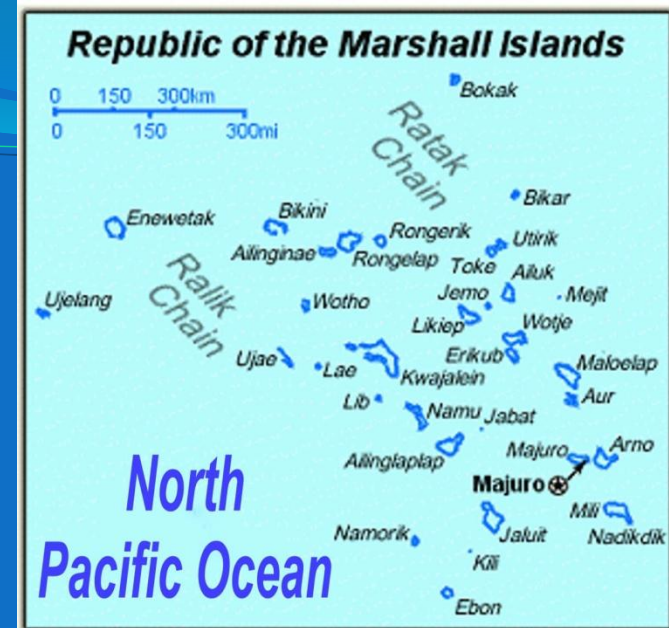 Republic of the Marshall Islands
0 150 300km
0 150 300mi
Bokak
Ratak
Chain
Bikar
Enewetak
Bikini
Rongerik
Utirik
Ailinginae
Rongelap
Toke
Ailuk
Ralik
Chain
Ujelang
Wotho
Jemo
Mejit
Likiep
Wotje
Ujae
Lae
Erikub
Maloelap
Kwajalein
Lib
Aur
Namu
Jabat
Ailinglaplap
Majuro
Arno
Majuro
North
Pacific Ocean
Mili
Namorik
Jaluit
Nadikdik
Kili
Ebon